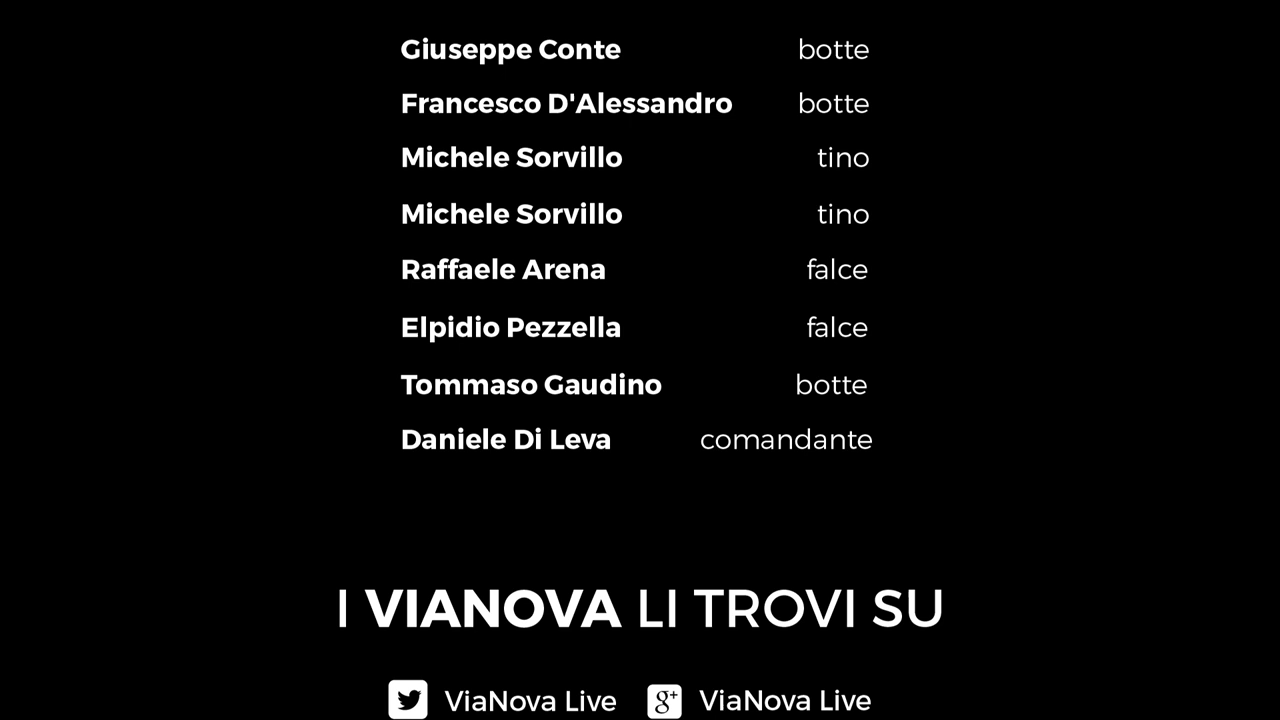 Giuseppe Conte botte
Francesco D'Alessandro botte
Michele Sorvillo tino
Michele Sorvillo tino
Raffaele Arena falce
Elpidio Pezzella falce
Tommaso Gaudino botte
Daniele Di Leva comandante
I VIANOVA LI TROVI SU
ViaNova Live g+ ViaNova Live